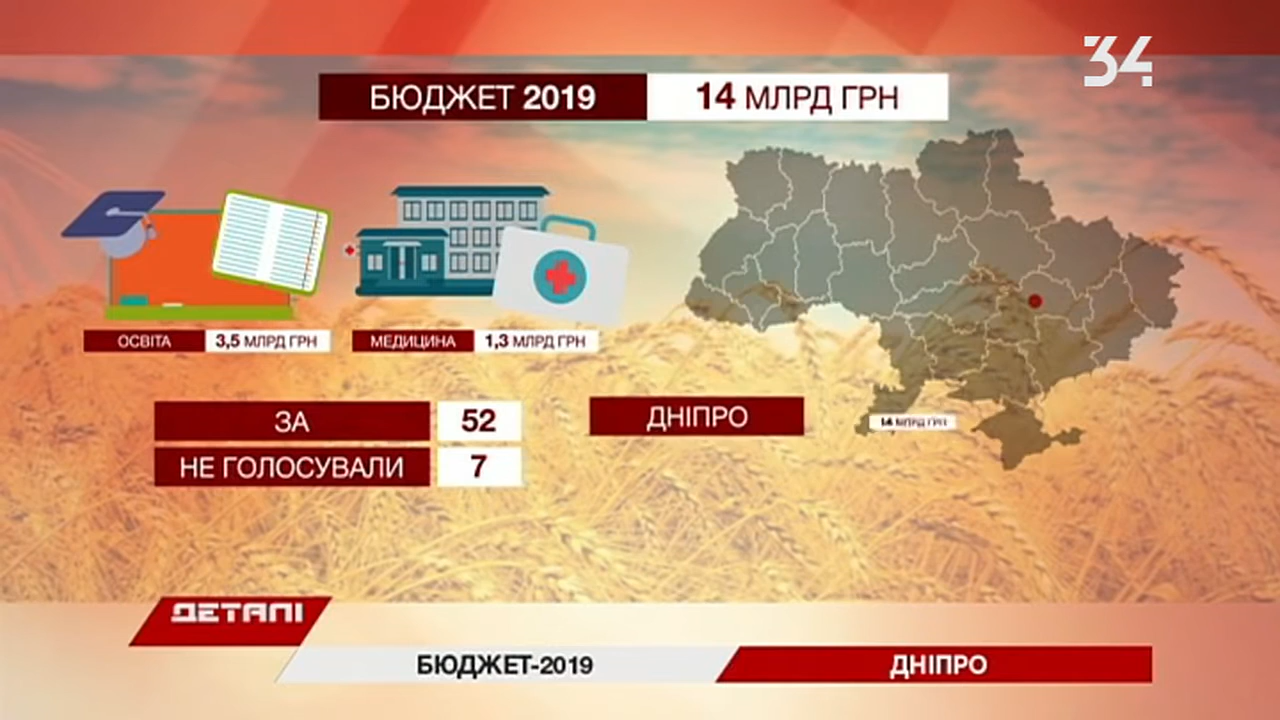 34
БЮДЖЕТ 2019 14 МЛРД ГРН
ОСВІТА 3,5 МЛРД ГРН МЕДИЦИНА 1,3 МЛРД ГРН
ЗА 52
НЕ ГОЛОСУВАЛИ 7
ДНІПРО
14 МЛРД ГРН
ДЕТАЛІ
БЮДЖЕТ-2019 ДНІПРО